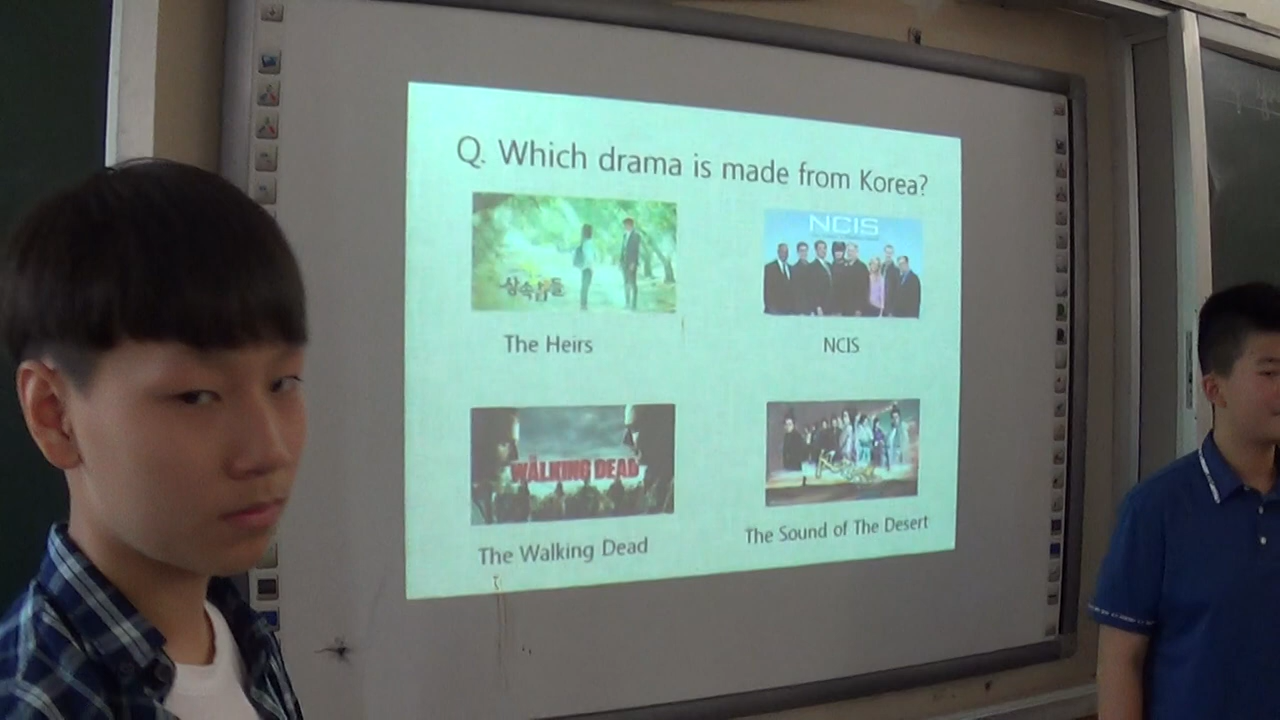 Q. Which drama is made from Korea?
상속자들
The Heirs
NCIS
NCIS
WALKING DEAD
The Walking Dead
The Sound of The Desert